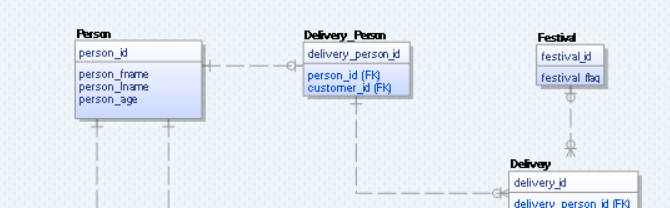 Person
person_id
person_fname
person_lname
person_age
Delivery_Person
delivery_person_id
person_id (FK)
customer_id (FK)
Festival
festival_id
festival_flag
Delivery
delivery_id
delivery_person_id (FK)